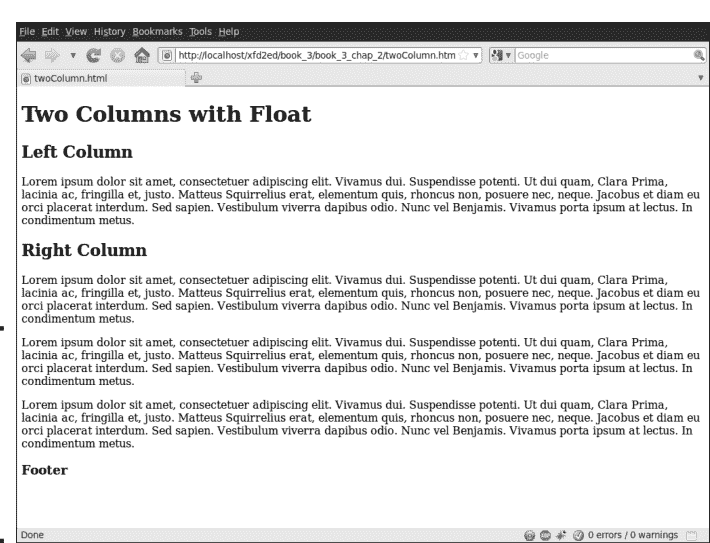 File Edit View History Bookmarks Tools Help
http://localhost/xfd2ed/book_3/book_3_chap_2/twoColumn.htm
Google
twoColumn.html
Two Columns with Float
Left Column
Lorem ipsum dolor sit amet, consectetuer adipiscing elit. Vivamus dui. Suspendisse potenti. Ut dui quam, Clara Prima,
lacinia ac, fringilla et, justo. Matteus Squirrelius erat, elementum quis, rhoncus non, posuere nec, neque. Jacobus et diam eu
orci placerat interdum. Sed sapien. Vestibulum viverra dapibus odio. Nunc vel Benjamis. Vivamus porta ipsum at lectus. In
condimentum metus.
Right Column
Lorem ipsum dolor sit amet, consectetuer adipiscing elit. Vivamus dui. Suspendisse potenti. Ut dui quam, Clara Prima,
lacinia ac, fringilla et, justo. Matteus Squirrelius erat, elementum quis, rhoncus non, posuere nec, neque. Jacobus et diam eu
orci placerat interdum. Sed sapien. Vestibulum viverra dapibus odio. Nunc vel Benjamis. Vivamus porta ipsum at lectus. In
condimentum metus.
Lorem ipsum dolor sit amet, consectetuer adipiscing elit. Vivamus dui. Suspendisse potenti. Ut dui quam, Clara Prima,
lacinia ac, fringilla et, justo. Matteus Squirrelius erat, elementum quis, rhoncus non, posuere nec, neque. Jacobus et diam eu
orci placerat interdum. Sed sapien. Vestibulum viverra dapibus odio. Nunc vel Benjamis. Vivamus porta ipsum at lectus. In
condimentum metus.
Lorem ipsum dolor sit amet, consectetuer adipiscing elit. Vivamus dui. Suspendisse potenti. Ut dui quam, Clara Prima,
lacinia ac, fringilla et, justo. Matteus Squirrelius erat, elementum quis, rhoncus non, posuere nec, neque. Jacobus et diam eu
orci placerat interdum. Sed sapien. Vestibulum viverra dapibus odio. Nunc vel Benjamis. Vivamus porta ipsum at lectus. In
condimentum metus.
Footer
Done
0 errors / 0 warnings